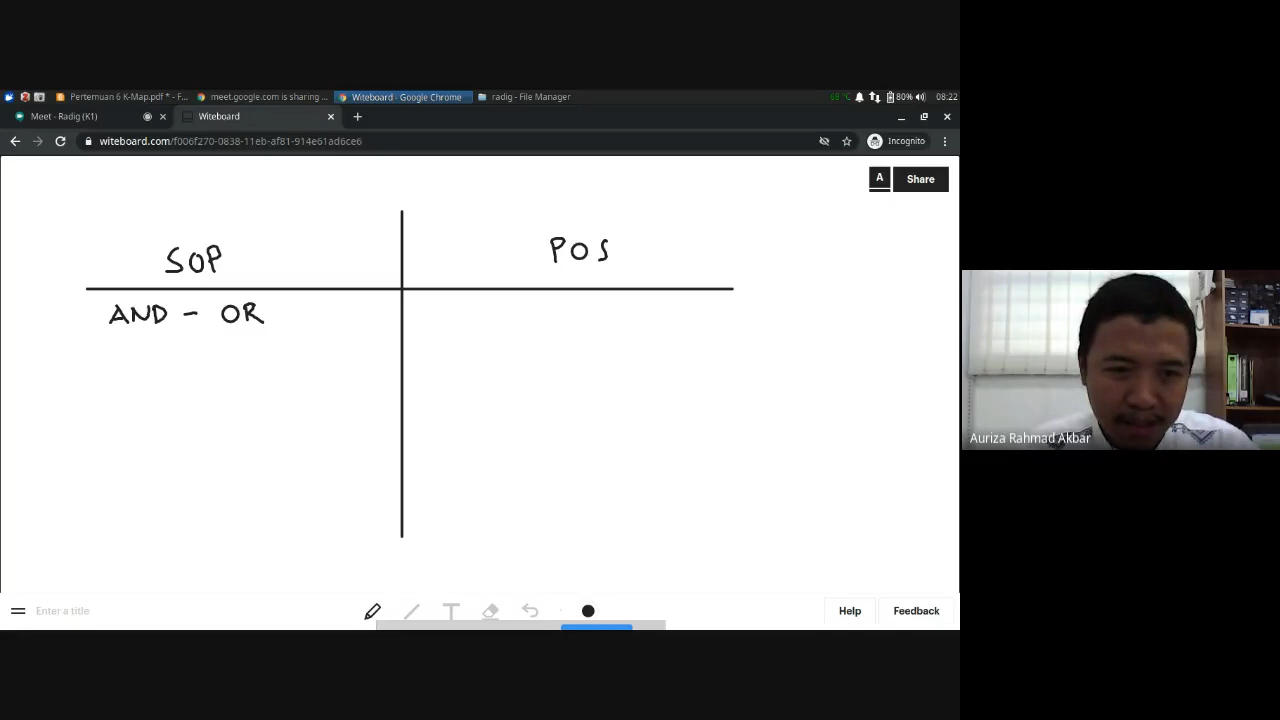 Pertemuan 6 K-Map.pdf * - F... meet.google.com is sharing ... Witeboard - Google Chrome radig - File Manager 68 °C 80% 08:22
Meet - Radig (K1) Witeboard
witeboard.com/f006f270-0838-11eb-af81-914e61ad6ce6 Incognito
A Share
SOP POS
AND - OR
Auriza Rahmad Akbar
Enter a title T Help Feedback